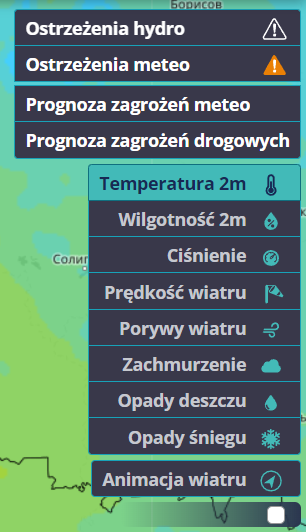 Борисов
Ostrzeżenia hydro
Ostrzeżenia meteo
Prognoza zagrożeń meteo
Prognoza zagrożeń drogowych
Temperatura 2m
Wilgotność 2m
Солиг
Ciśnienie
Prędkość wiatru
Porywy wiatru
Zachmurzenie
Opady deszczu
Opady śniegu
Animacja wiatru